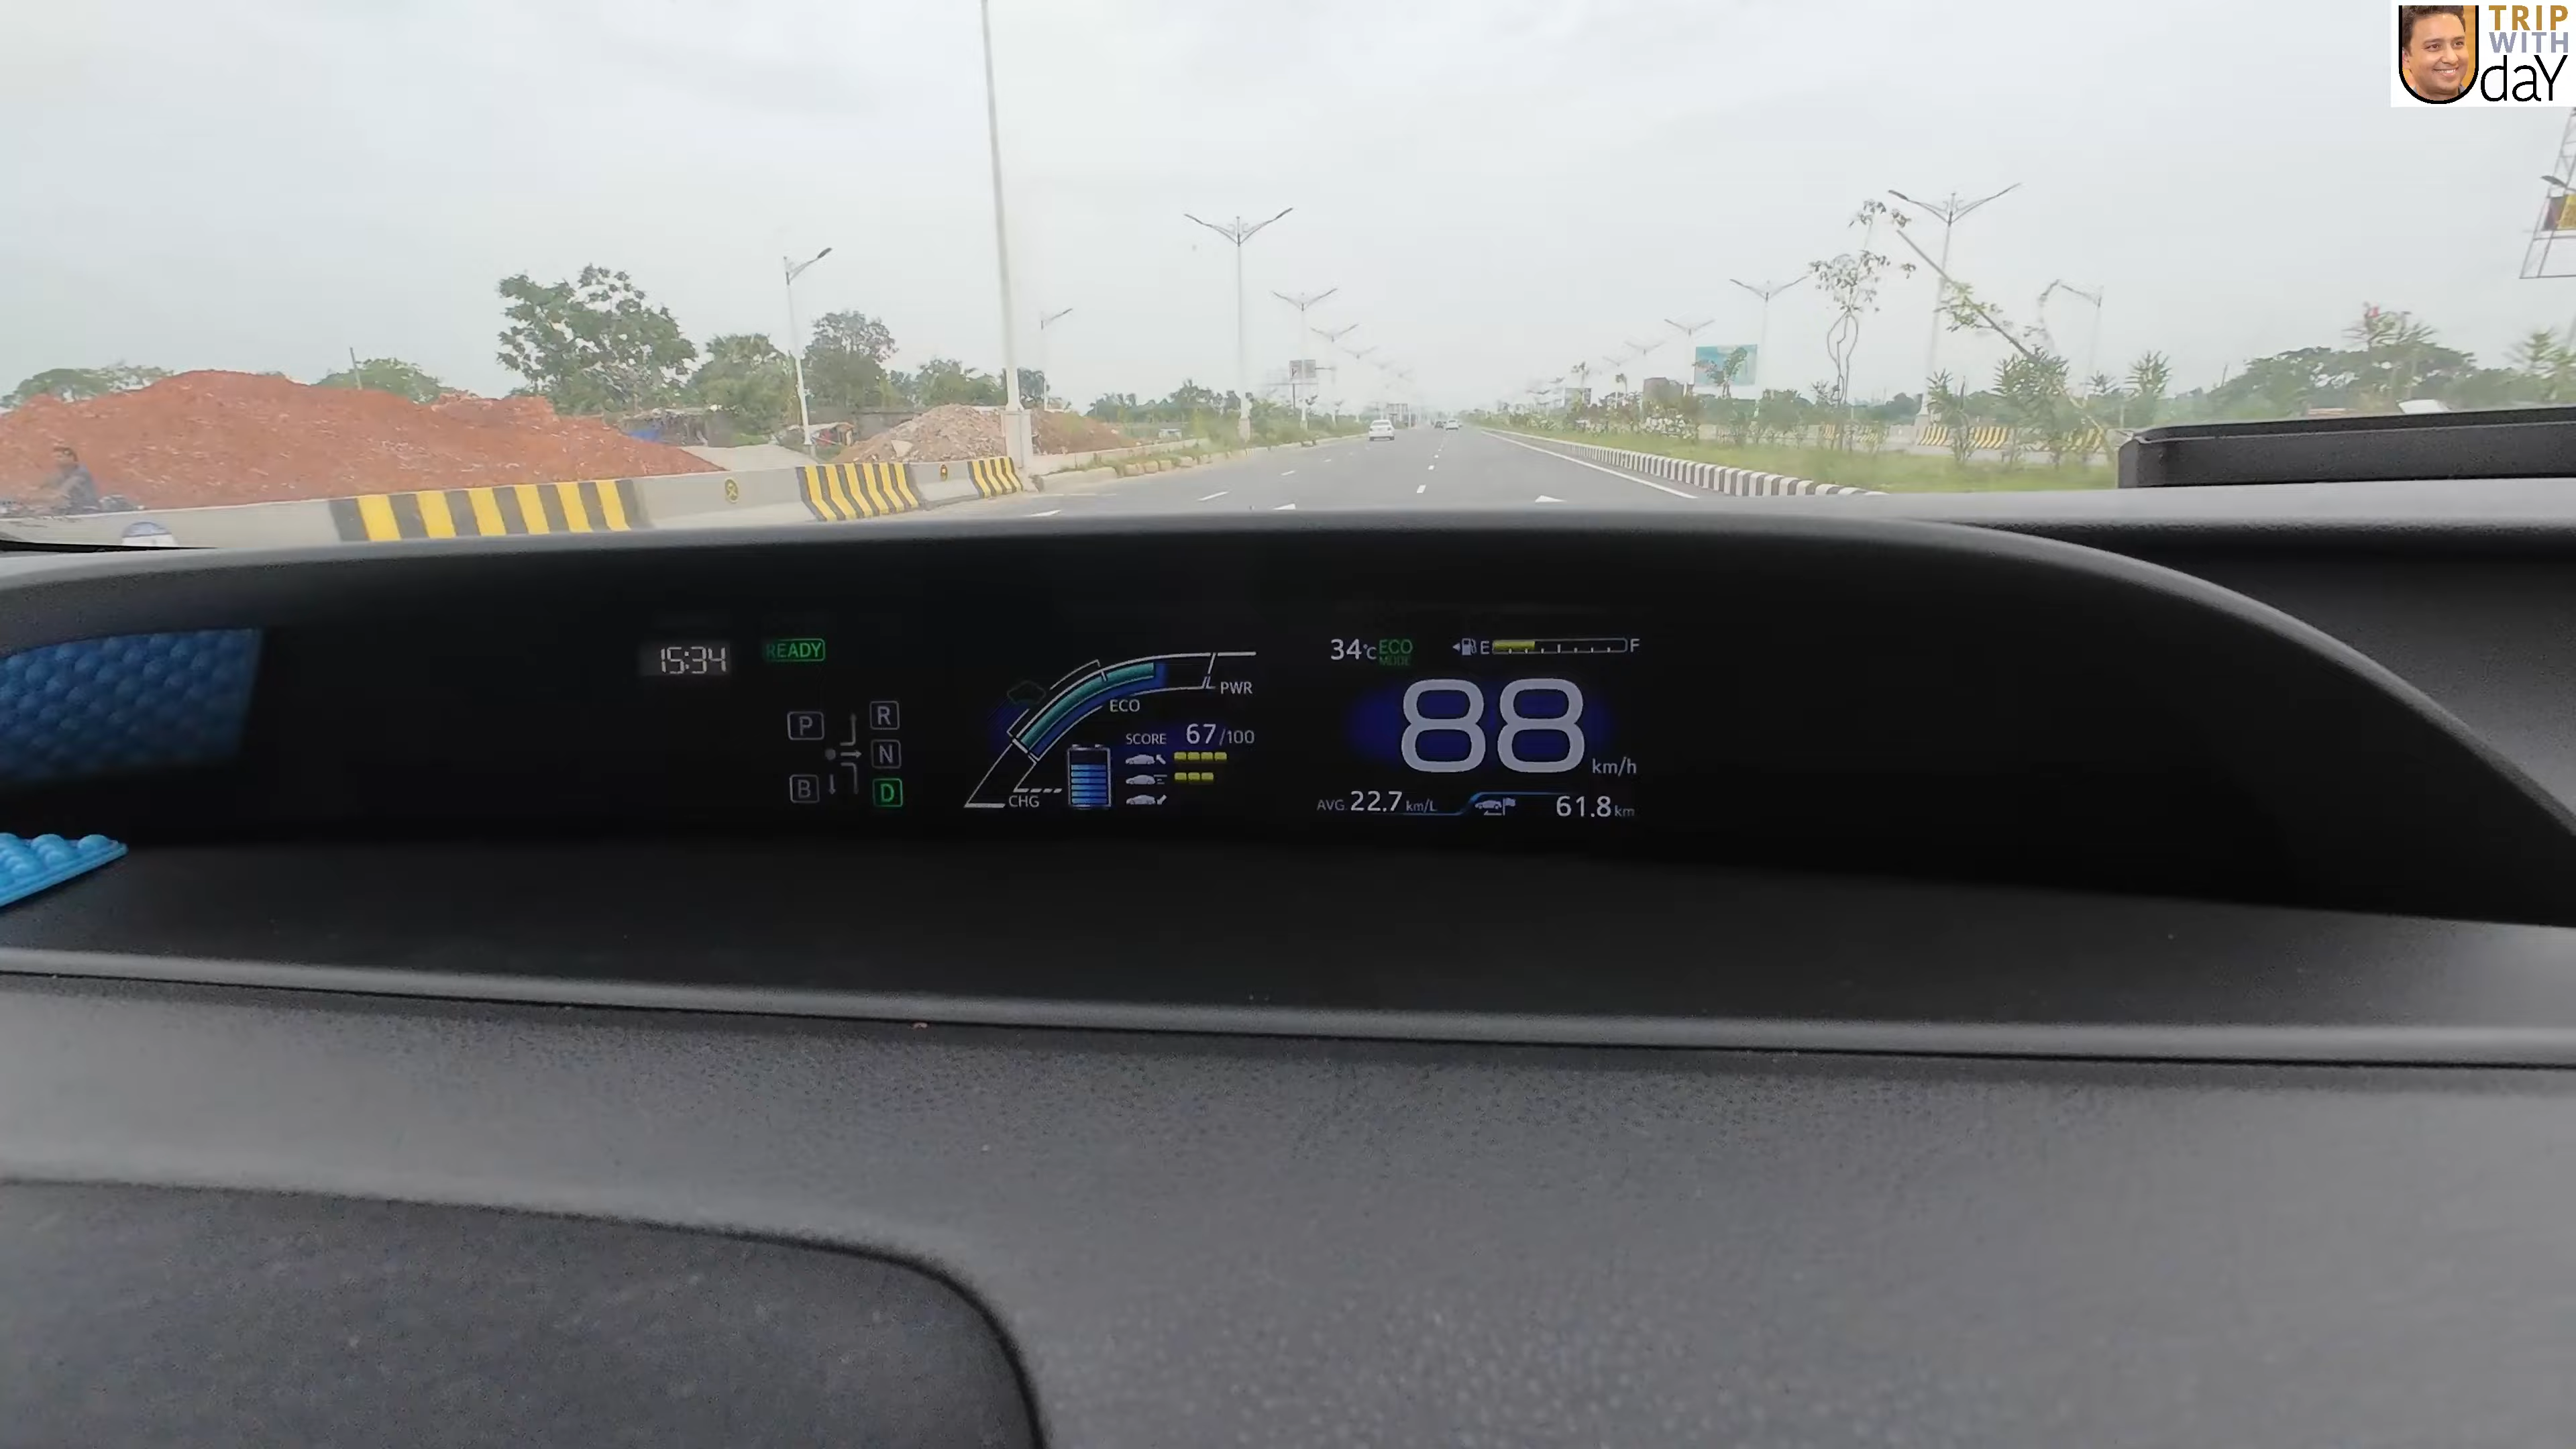 TRIP
WITH
UdaY
15:34
READY
P
R
N
B
D
PWR
ECO
SCORE 67/100
CHG
34°C ECO MODE
E F
88 km/h
AVG. 22.7 km/L
61.8 km